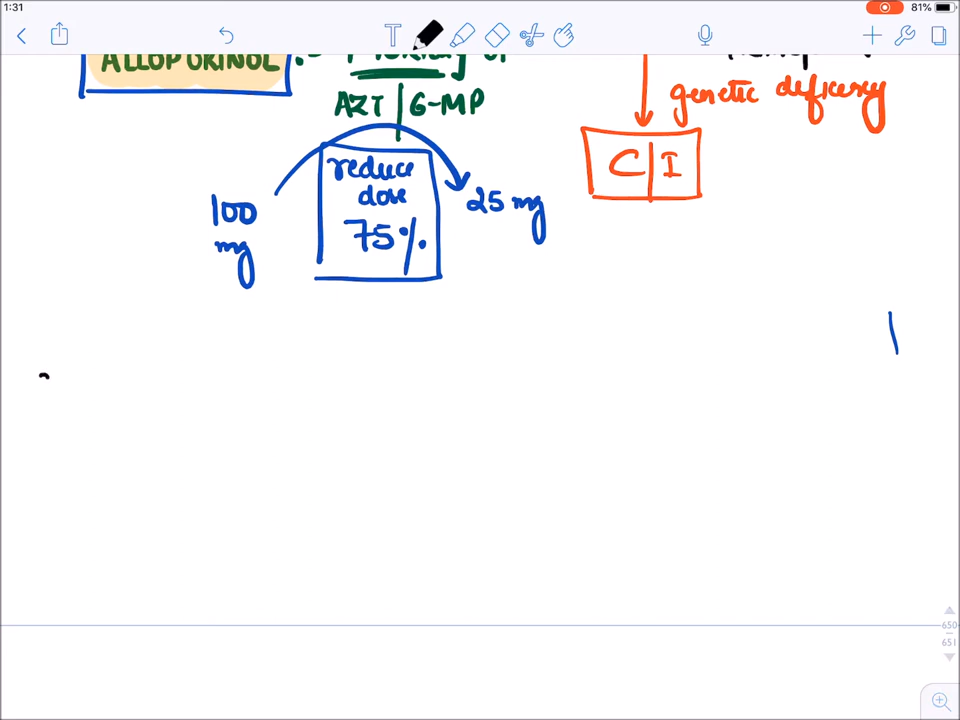 1:31
81%
T
ALLOPURINOL
AZT | 6-MP
genetic deficiency
C | I
reduce
dose
75%
100
mg
25 mg
650
651